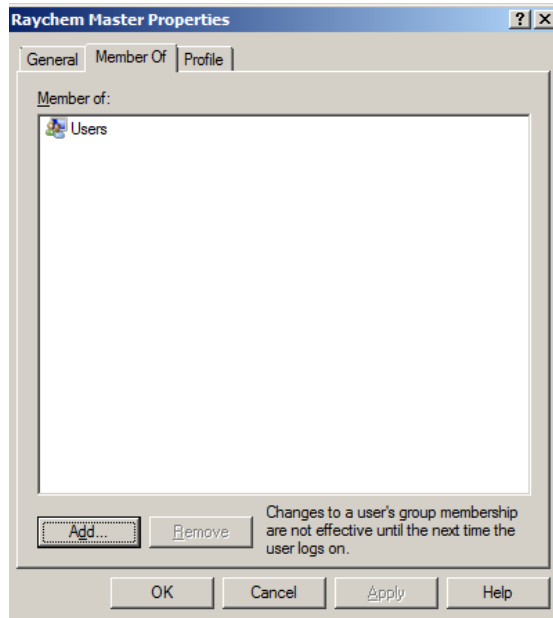 Raychem Master Properties
General Member Of Profile
Member of:
Users
Add... Remove
Changes to a user's group membership
are not effective until the next time the
user logs on.
OK Cancel Apply Help